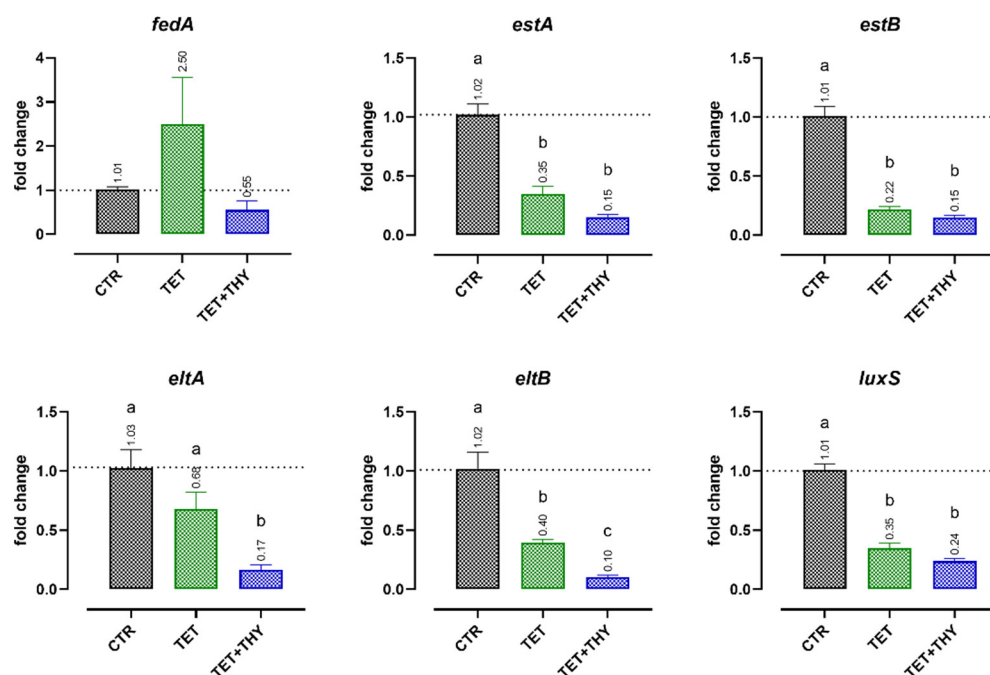 fedA
fold change
4
3
2
1
0
1.01
2.50
0.55
CTR
TET
TET+THY
estA
fold change
1.5
1.0
0.5
0.0
a
1.02
b
0.35
b
0.15
CTR
TET
TET+THY
estB
fold change
1.5
1.0
0.5
0.0
a
1.01
b
0.22
b
0.15
CTR
TET
TET+THY
eltA
fold change
1.5
1.0
0.5
0.0
a
1.03
a
0.68
b
0.17
CTR
TET
TET+THY
eltB
fold change
1.5
1.0
0.5
0.0
a
1.02
b
0.40
c
0.10
CTR
TET
TET+THY
luxS
fold change
1.5
1.0
0.5
0.0
a
1.01
b
0.35
b
0.24
CTR
TET
TET+THY